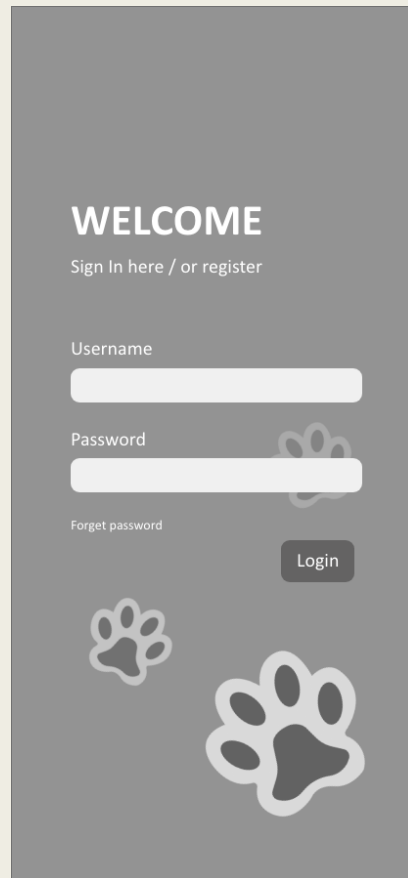 WELCOME
Sign In here / or register
Username
Password
Forget password
Login